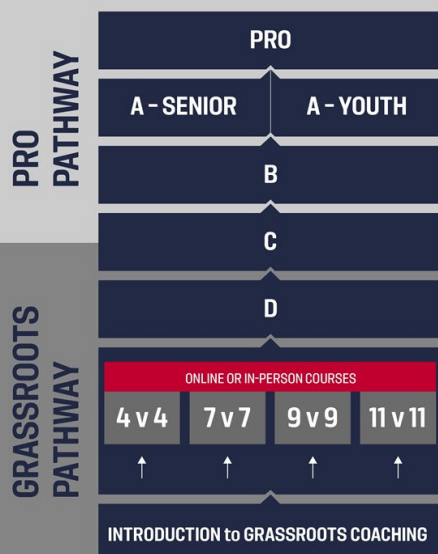 PRO PATHWAY
PRO
A – SENIOR
A – YOUTH
B
C
GRASSROOTS PATHWAY
D
ONLINE OR IN-PERSON COURSES
4 v 4
7 v 7
9 v 9
11 v 11
INTRODUCTION to GRASSROOTS COACHING